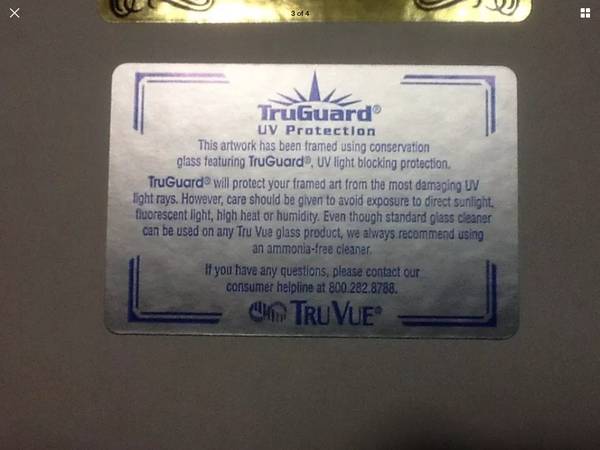 3 of 4
TruGuard®
UV Protection
This artwork has been framed using conservation
glass featuring TruGuard®, UV light blocking protection.
TruGuard® will protect your framed art from the most damaging UV
light rays. However, care should be given to avoid exposure to direct sunlight,
fluorescent light, high heat or humidity. Even though standard glass cleaner
can be used on any Tru Vue glass product, we always recommend using
an ammonia-free cleaner.
If you have any questions, please contact our
consumer helpline at 800.282.8788.
TRU VUE®